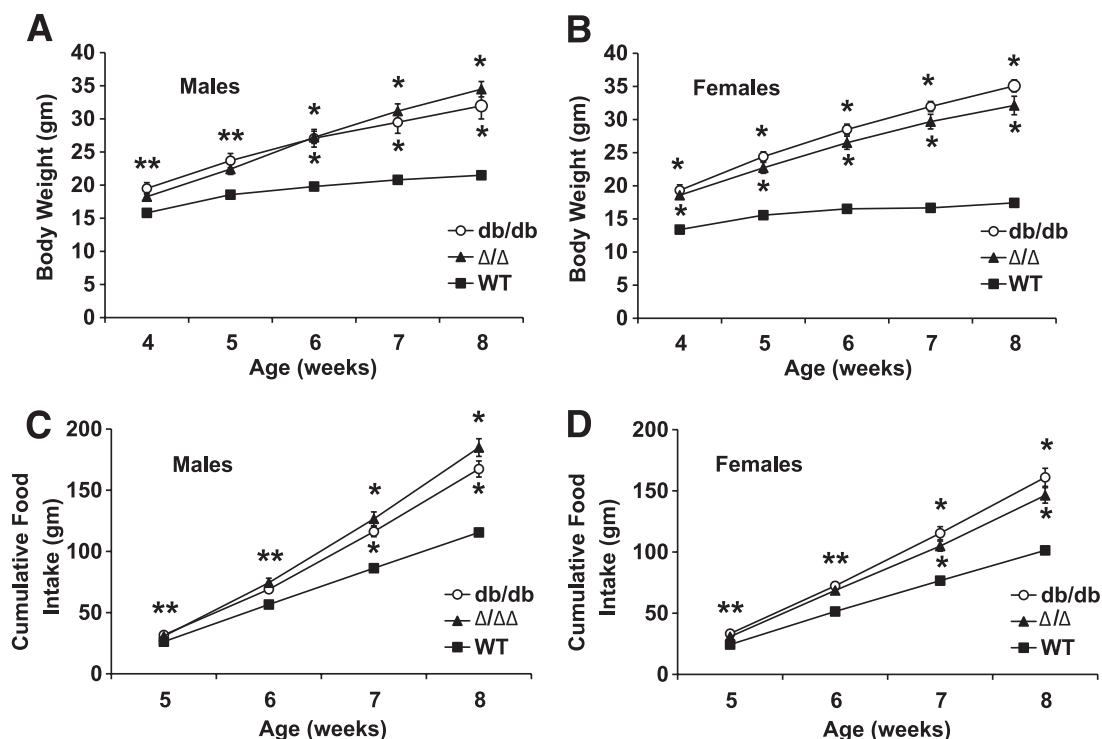 A
Males
Body Weight (gm)
40
35
30
25
20
15
10
5
0
* *
** **
* * *
* * *
db/db
Δ/Δ
WT
4 5 6 7 8
Age (weeks)
B
Females
Body Weight (gm)
40
35
30
25
20
15
10
5
0
* * * * *
* * * * *
db/db
Δ/Δ
WT
4 5 6 7 8
Age (weeks)
C
Males
Cumulative Food
Intake (gm)
200
150
100
50
0
** ** * *
* *
db/db
Δ/ΔΔ
WT
5 6 7 8
Age (weeks)
D
Females
Cumulative Food
Intake (gm)
200
150
100
50
0
** ** * *
* *
db/db
Δ/Δ
WT
5 6 7 8
Age (weeks)